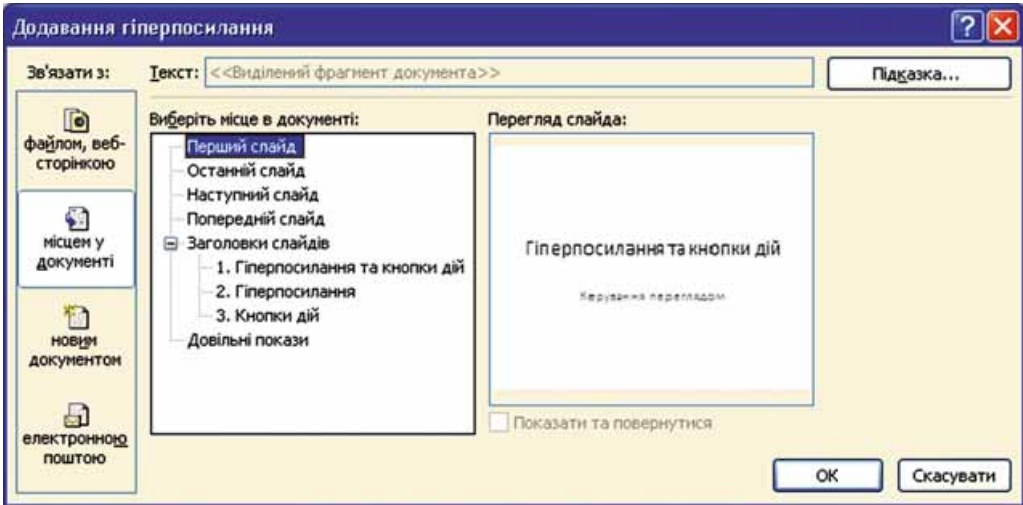 Додавання гіперпосилання
Зв'язати з:
Текст: <<Виділений фрагмент документа>>
Підказка...
файлом, веб-
сторінкою
місцем у
документі
новим
документом
електронною
поштою
Виберіть місце в документі:
Перший слайд
Останній слайд
Наступний слайд
Попередній слайд
Заголовки слайдів
1. Гіперпосилання та кнопки дій
2. Гіперпосилання
3. Кнопки дій
Довільні покази
Перегляд слайда:
Гіперпосилання та кнопки дій
Керування переглядом
Показати та повернутися
ОК
Скасувати